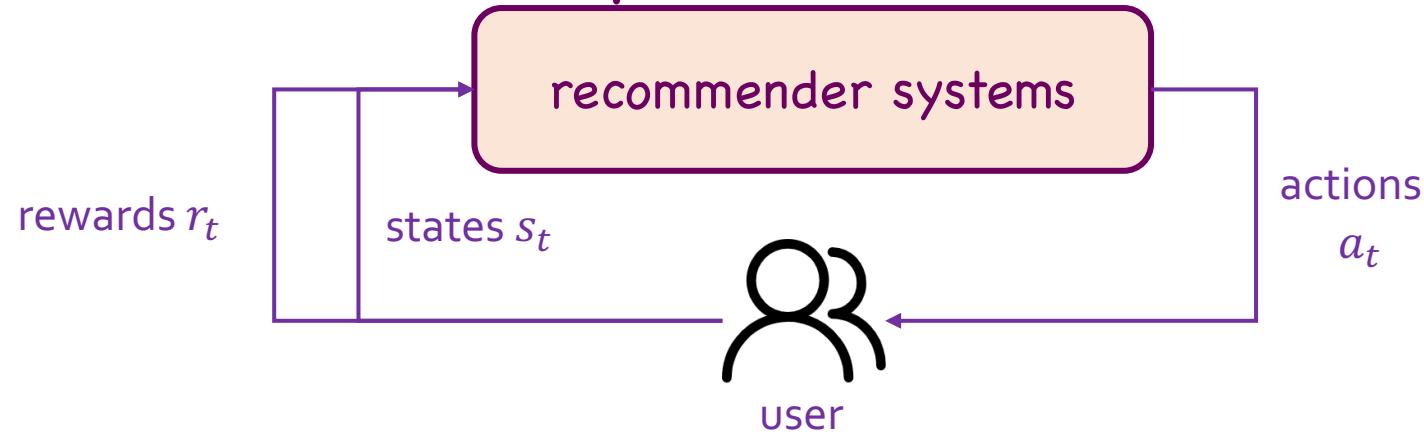 recommender systems
rewards r_t
states s_t
actions
a_t
user